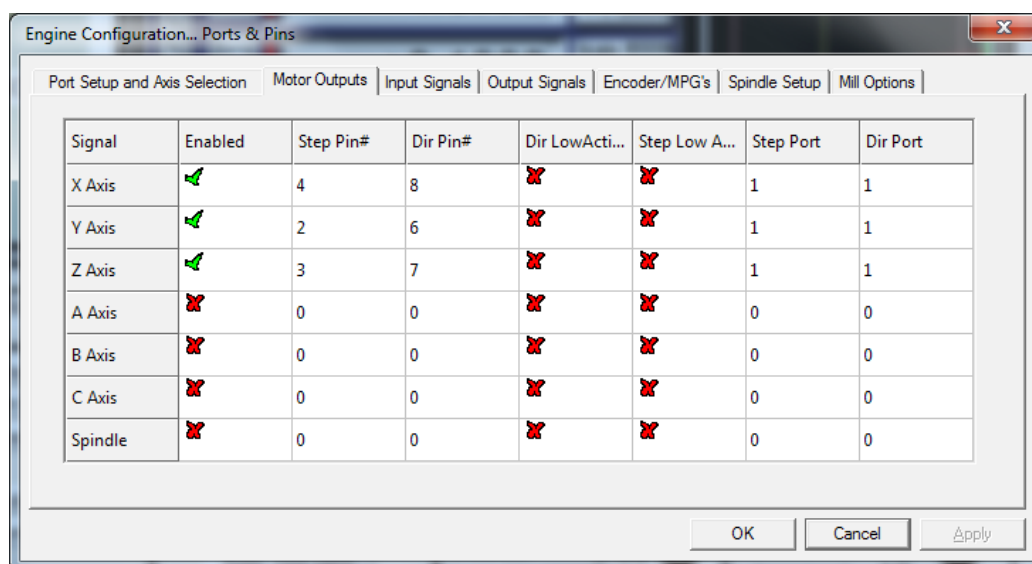 Engine Configuration... Ports & Pins
Port Setup and Axis Selection Motor Outputs Input Signals Output Signals Encoder/MPG's Spindle Setup Mill Options
Signal Enabled Step Pin# Dir Pin# Dir LowActi... Step Low A... Step Port Dir Port
X Axis 4 8 1 1
Y Axis 2 6 1 1
Z Axis 3 7 1 1
A Axis 0 0 0 0
B Axis 0 0 0 0
C Axis 0 0 0 0
Spindle 0 0 0 0
OK Cancel Apply